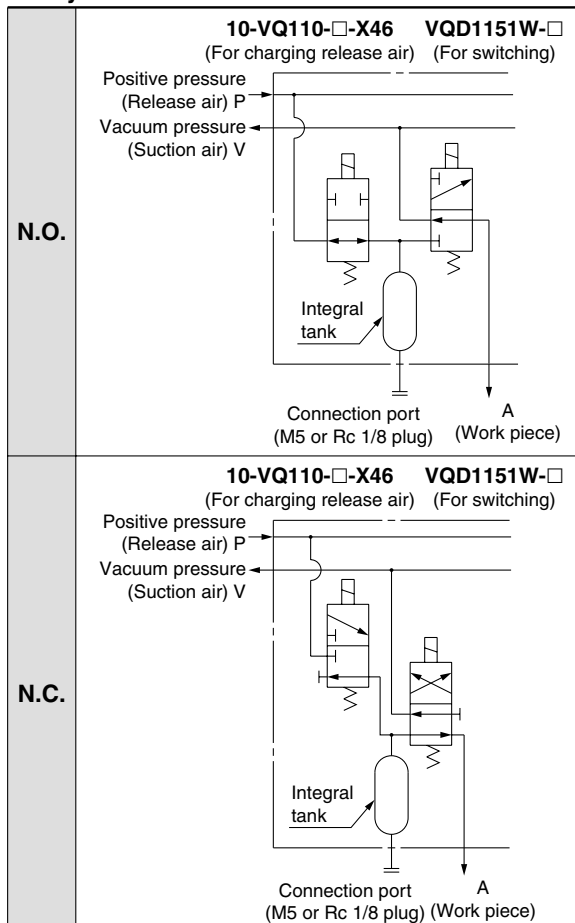 N.O.
10-VQ110-□-X46 VQD1151W-□
(For charging release air) (For switching)
Positive pressure
(Release air) P
Vacuum pressure
(Suction air) V
Integral
tank
Connection port
(M5 or Rc 1/8 plug)
A
(Work piece)
N.C.
10-VQ110-□-X46 VQD1151W-□
(For charging release air) (For switching)
Positive pressure
(Release air) P
Vacuum pressure
(Suction air) V
Integral
tank
Connection port
(M5 or Rc 1/8 plug)
A
(Work piece)